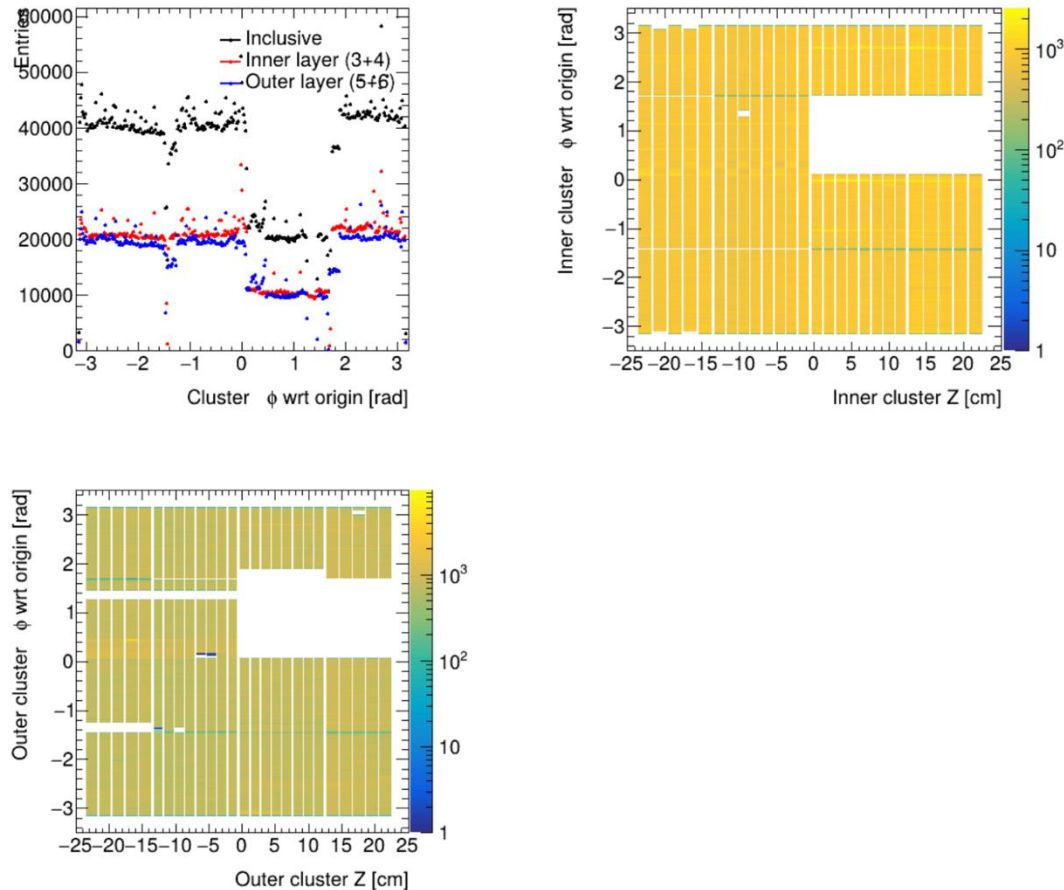 Entries
60000
50000
40000
30000
20000
10000
0
Inclusive
Inner layer (3+4)
Outer layer (5+6)
−3 −2 −1 0 1 2 3
Cluster ϕ wrt origin [rad]
Inner cluster ϕ wrt origin [rad]
3
2
1
0
−1
−2
−3
−25 −20 −15 −10 −5 0 5 10 15 20 25
Inner cluster Z [cm]
10³
10²
10
1
Outer cluster ϕ wrt origin [rad]
3
2
1
0
−1
−2
−3
−25 −20 −15 −10 −5 0 5 10 15 20 25
Outer cluster Z [cm]
10³
10²
10
1